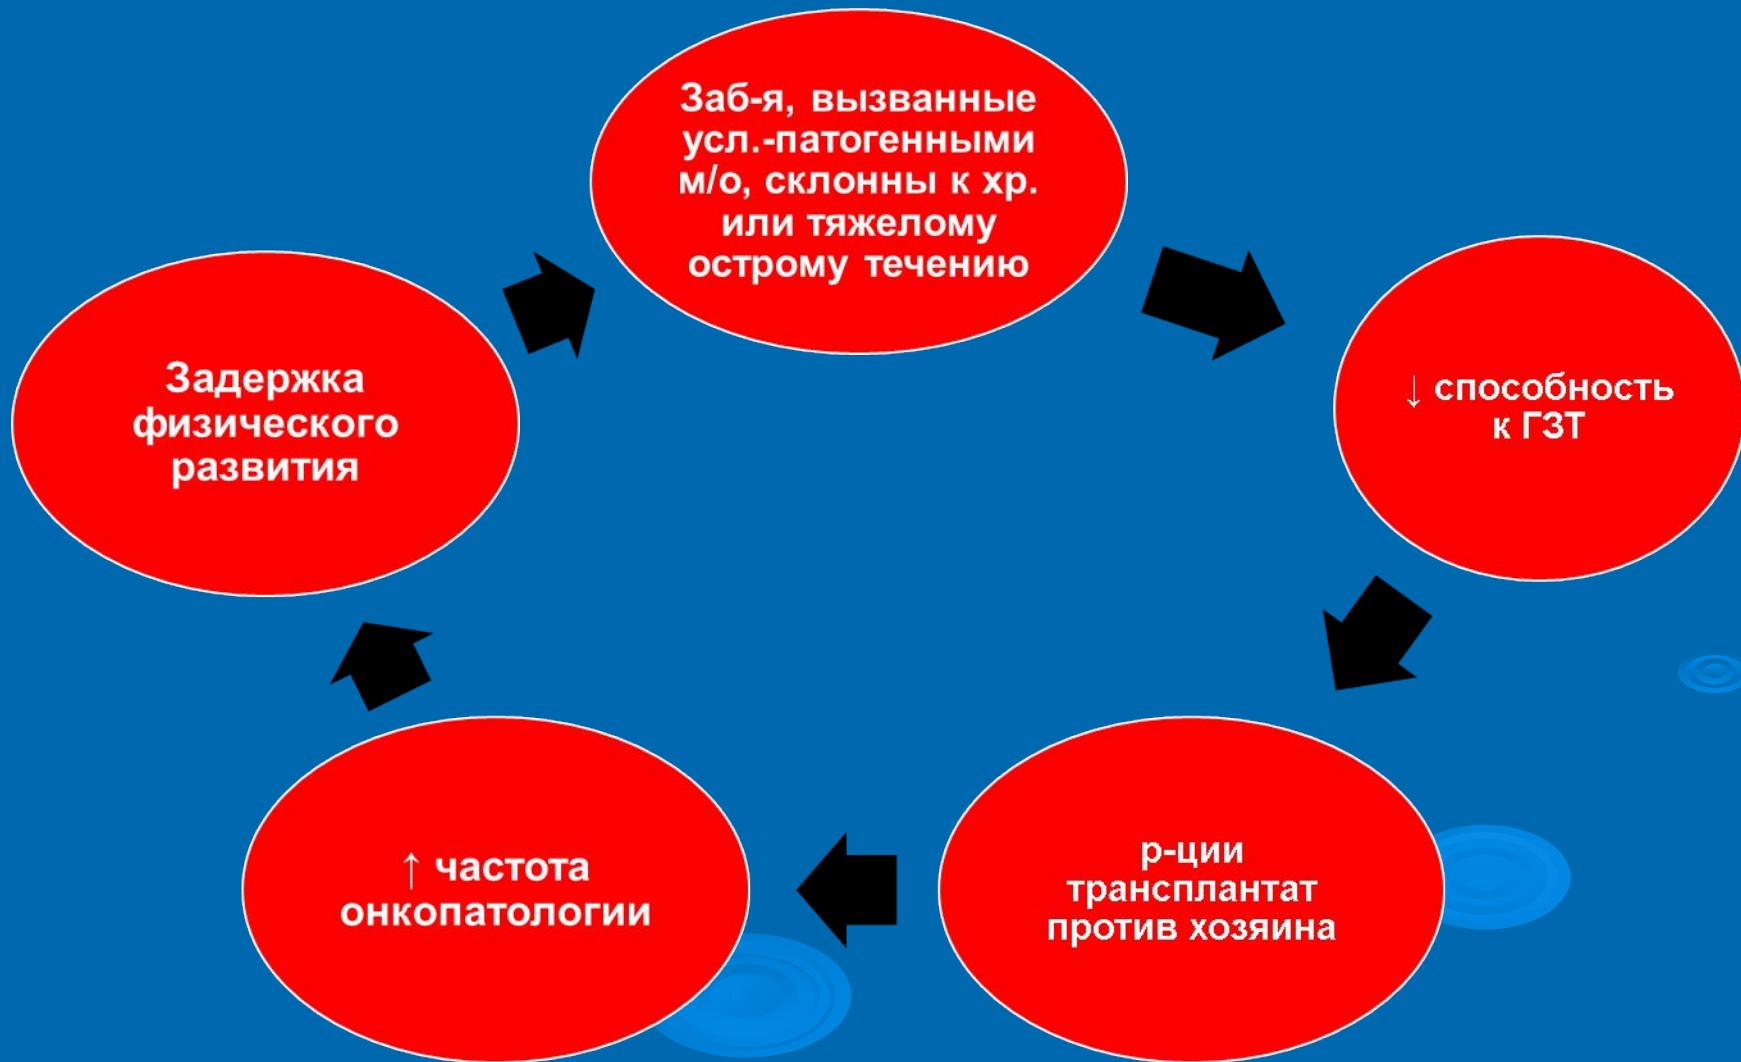 Заб-я, вызванные
усл.-патогенными
м/о, склонны к хр.
или тяжелому
острому течению
↓ способность
к ГЗТ
р-ции
трансплантат
против хозяина
↑ частота
онкопатологии
Задержка
физического
развития